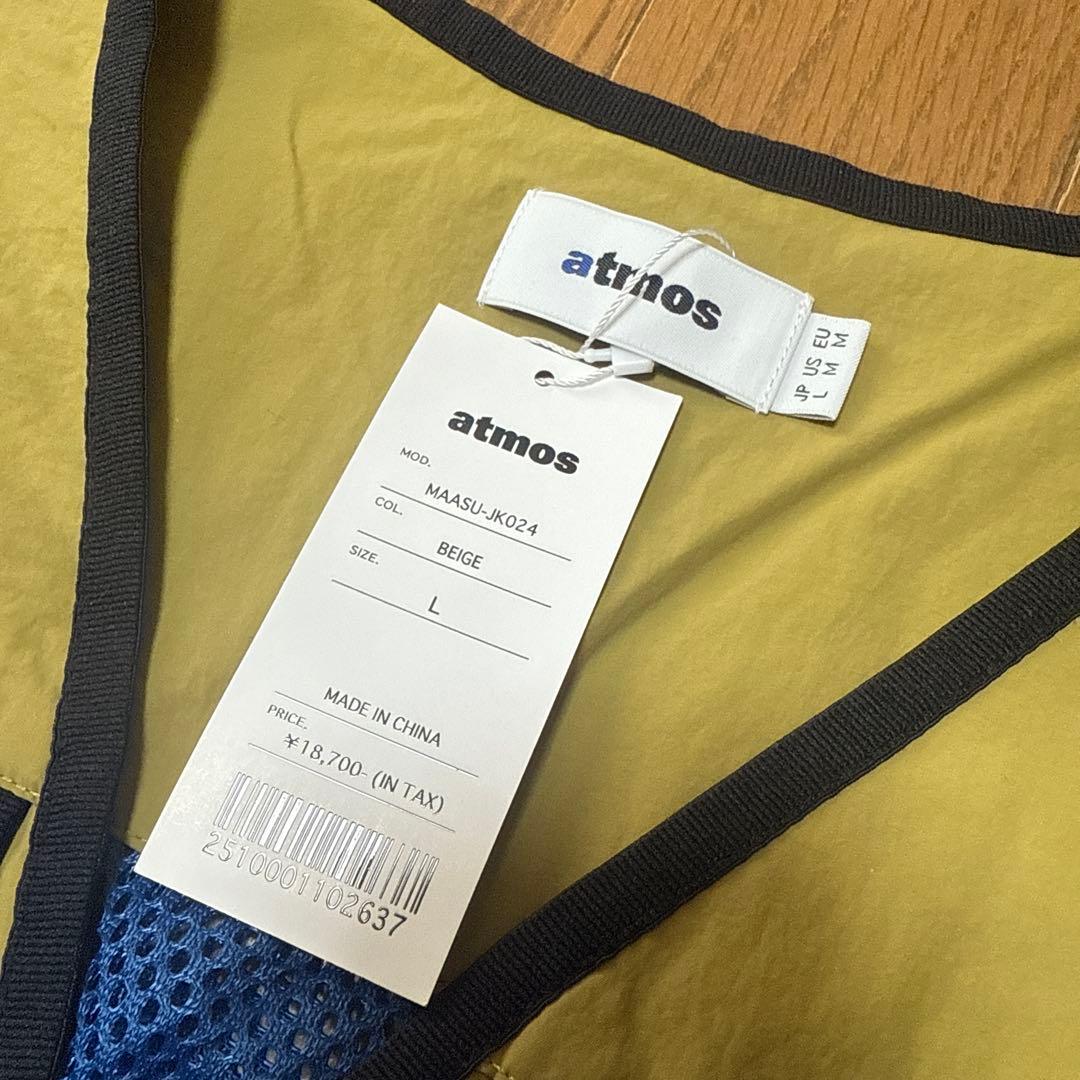 atmos
JP US EU
L M M
atmos
MOD.
MAASU-JK024
COL.
BEIGE
SIZE.
L
MADE IN CHINA
PRICE.
¥18,700- (IN TAX)
2510001102637